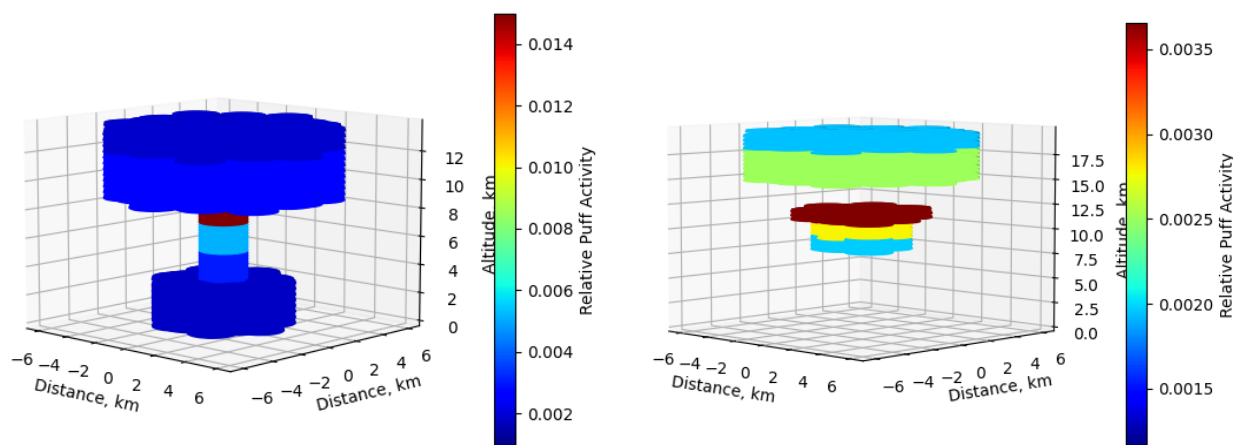 0.014
0.012
0.010
0.008
0.006
0.004
0.002
Relative Puff Activity
12
10
8
6
4
2
0
Altitude, km
−6 −4 −2 0 2 4 6
Distance, km
−6 −4 −2 0 2 4 6
Distance, km
0.0035
0.0030
0.0025
0.0020
0.0015
Relative Puff Activity
17.5
15.0
12.5
10.0
7.5
5.0
2.5
0.0
Altitude, km
−6 −4 −2 0 2 4 6
Distance, km
−6 −4 −2 0 2 4 6
Distance, km